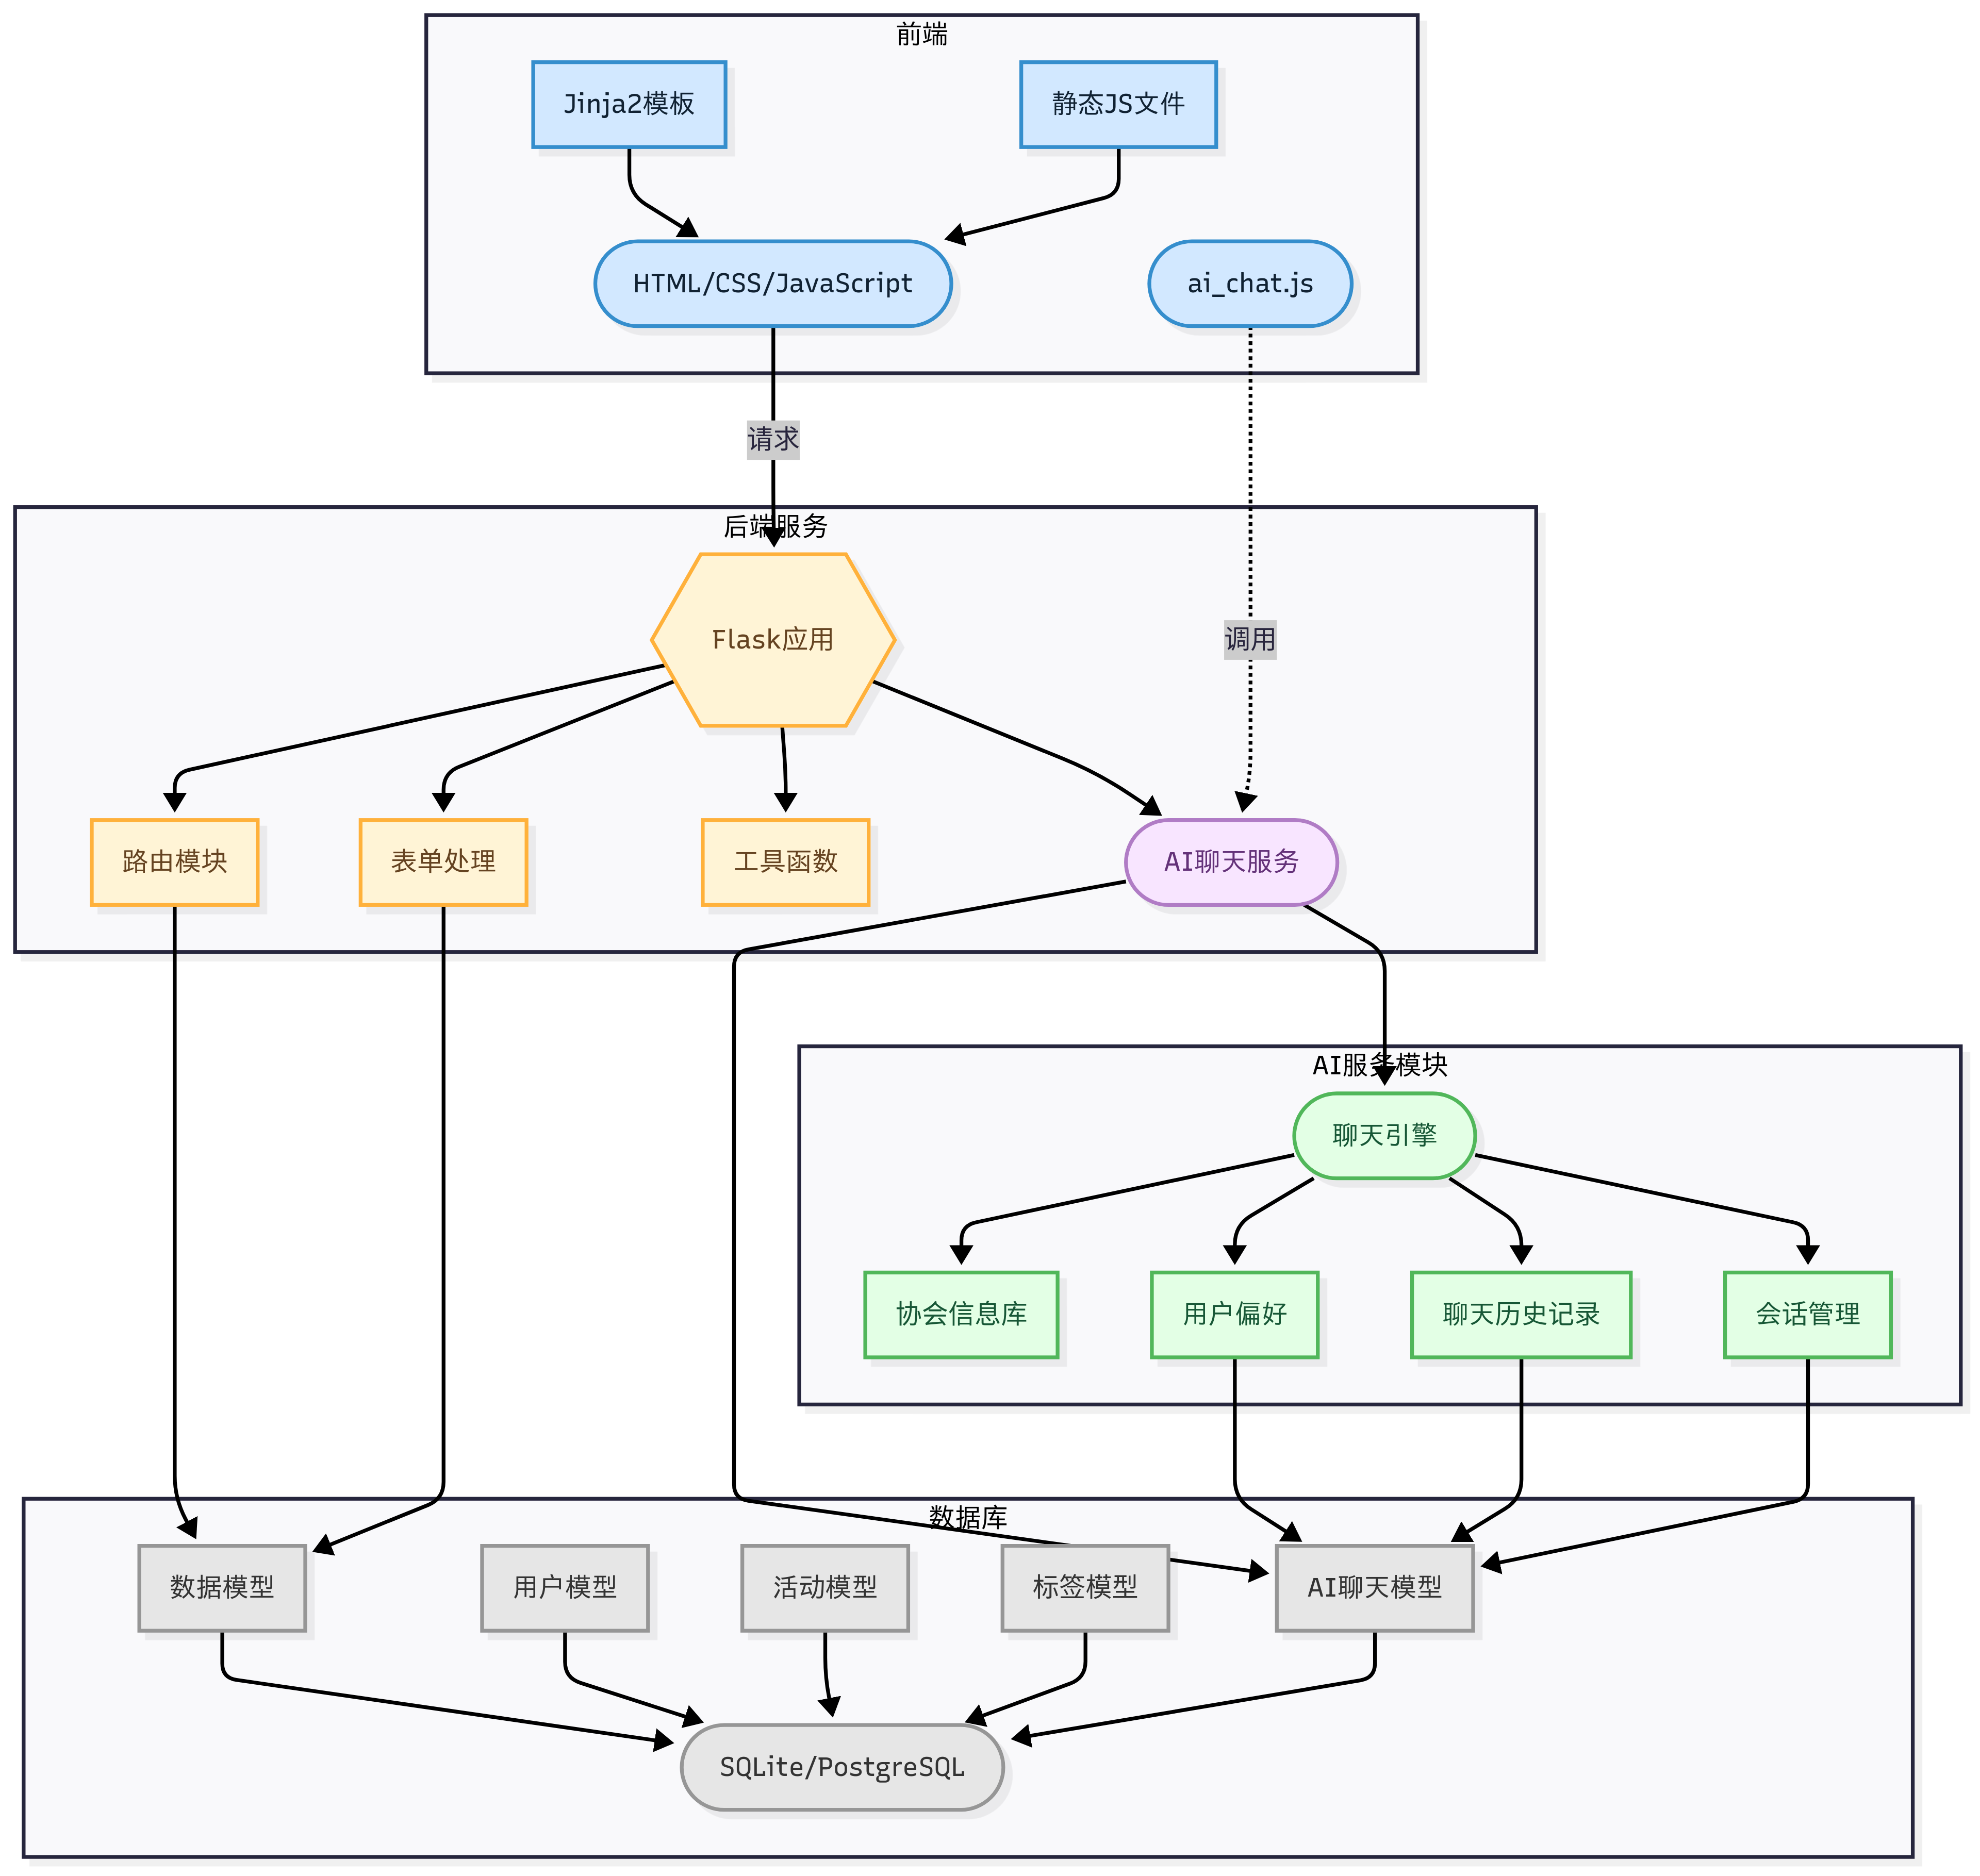 前端
Jinja2模板
静态JS文件
HTML/CSS/JavaScript
ai_chat.js
请求
后端服务
Flask应用
调用
路由模块
表单处理
工具函数
AI聊天服务
AI服务模块
聊天引擎
协会信息库
用户偏好
聊天历史记录
会话管理
数据库
数据模型
用户模型
活动模型
标签模型
AI聊天模型
SQLite/PostgreSQL